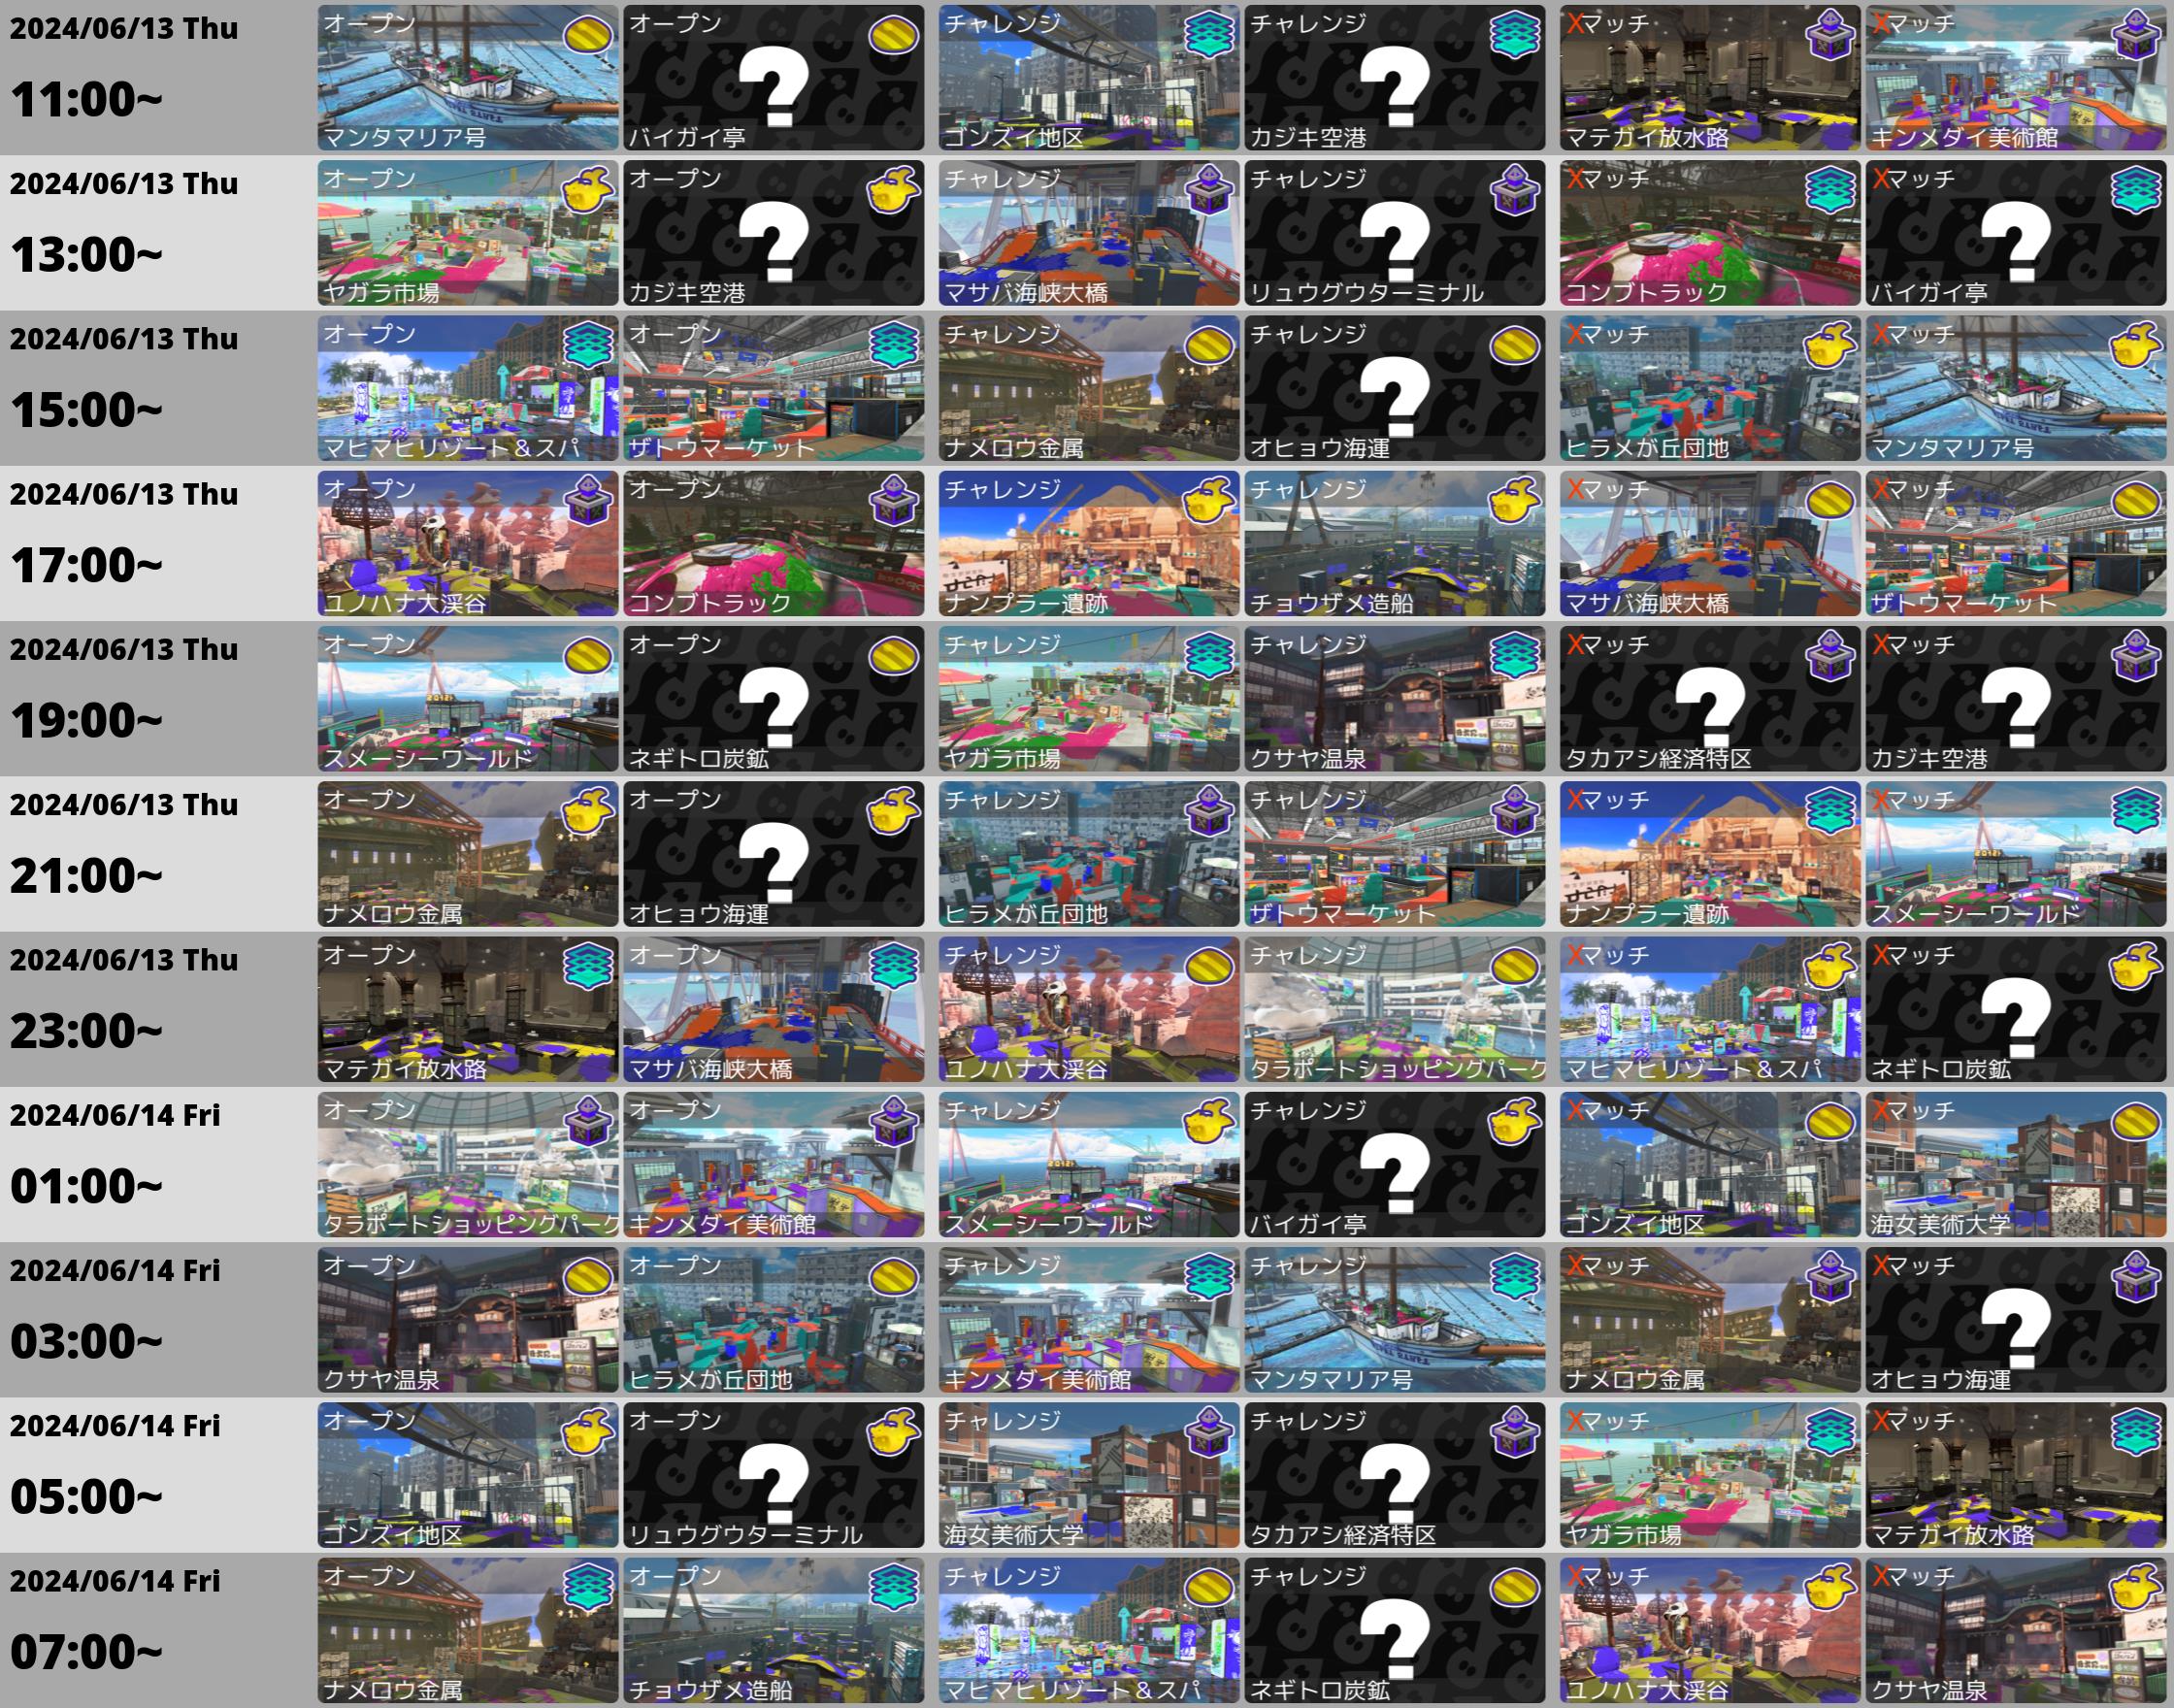 2024/06/13 Thu
11:00~
オープン
マンタマリア号
オープン
バイガイ亭
チャレンジ
ゴンズイ地区
チャレンジ
カジキ空港
Xマッチ
マテガイ放水路
Xマッチ
キンメダイ美術館
2024/06/13 Thu
13:00~
オープン
ヤガラ市場
オープン
カジキ空港
チャレンジ
マサバ海峡大橋
チャレンジ
リュウグウターミナル
Xマッチ
コンブトラック
Xマッチ
バイガイ亭
2024/06/13 Thu
15:00~
オープン
マヒマヒリゾート＆スパ
オープン
ザトウマーケット
チャレンジ
ナメロウ金属
チャレンジ
オヒョウ海運
Xマッチ
ヒラメが丘団地
Xマッチ
マンタマリア号
2024/06/13 Thu
17:00~
オープン
ユノハナ大渓谷
オープン
コンブトラック
チャレンジ
ナンプラー遺跡
チャレンジ
チョウザメ造船
Xマッチ
マサバ海峡大橋
Xマッチ
ザトウマーケット
2024/06/13 Thu
19:00~
オープン
スメーシーワールド
オープン
ネギトロ炭鉱
チャレンジ
ヤガラ市場
チャレンジ
クサヤ温泉
Xマッチ
タカアシ経済特区
Xマッチ
カジキ空港
2024/06/13 Thu
21:00~
オープン
ナメロウ金属
オープン
オヒョウ海運
チャレンジ
ヒラメが丘団地
チャレンジ
ザトウマーケット
Xマッチ
ナンプラー遺跡
Xマッチ
スメーシーワールド
2024/06/13 Thu
23:00~
オープン
マテガイ放水路
オープン
マサバ海峡大橋
チャレンジ
ユノハナ大渓谷
チャレンジ
タラポートショッピングパーク
Xマッチ
マヒマヒリゾート＆スパ
Xマッチ
ネギトロ炭鉱
2024/06/14 Fri
01:00~
オープン
タラポートショッピングパーク
オープン
キンメダイ美術館
チャレンジ
スメーシーワールド
チャレンジ
バイガイ亭
Xマッチ
ゴンズイ地区
Xマッチ
海女美術大学
2024/06/14 Fri
03:00~
オープン
クサヤ温泉
オープン
ヒラメが丘団地
チャレンジ
キンメダイ美術館
チャレンジ
マンタマリア号
Xマッチ
ナメロウ金属
Xマッチ
オヒョウ海運
2024/06/14 Fri
05:00~
オープン
ゴンズイ地区
オープン
リュウグウターミナル
チャレンジ
海女美術大学
チャレンジ
タカアシ経済特区
Xマッチ
ヤガラ市場
Xマッチ
マテガイ放水路
2024/06/14 Fri
07:00~
オープン
ナメロウ金属
オープン
チョウザメ造船
チャレンジ
マヒマヒリゾート＆スパ
チャレンジ
ネギトロ炭鉱
Xマッチ
ユノハナ大渓谷
Xマッチ
クサヤ温泉